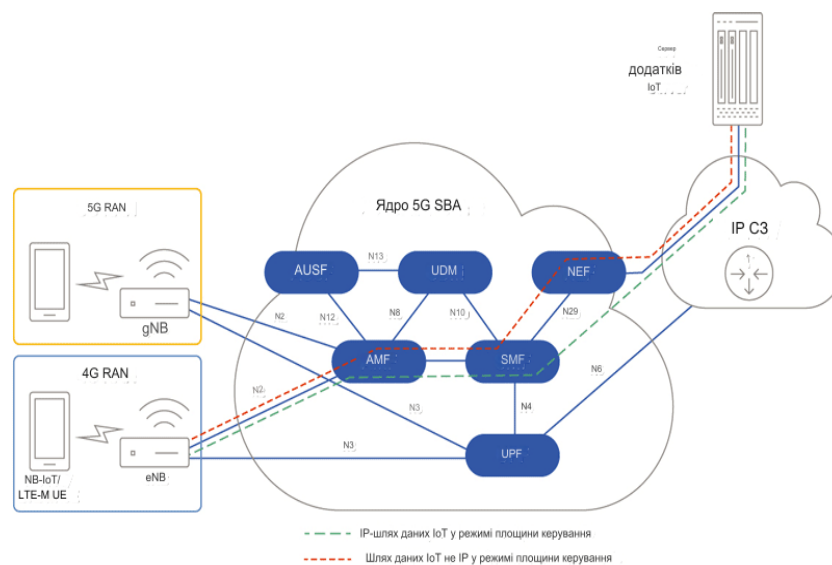 Сервер
додатків
IoT
5G RAN
Ядро 5G SBA
IP C3
N13
AUSF
UDM
NEF
gNB
N2
N12
N8
N10
N29
4G RAN
AMF
SMF
N2
N3
N4
N6
N3
UPF
NB-IoT/
LTE-M UE
eNB
IP-шлях даних IoT у режимі площини керування
Шлях даних IoT не IP у режимі площини керування